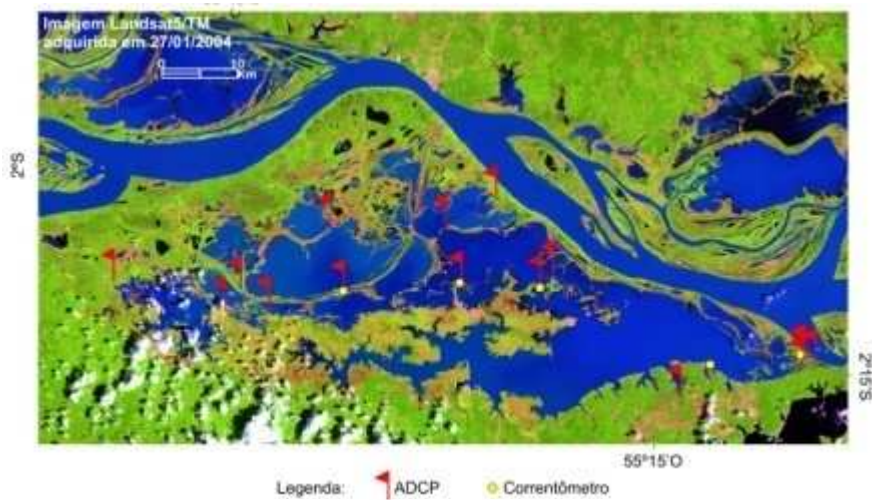 Imagem Landsat5/TM
adquirida em 27/01/2004
0 10
Km
2°S
2°15'S
55°15'O
Legenda: ADCP Correntômetro